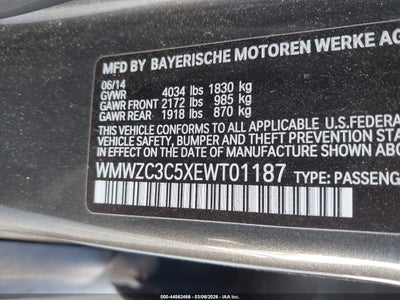 MFD BY BAYERISCHE MOTOREN WERKE AG
06/14
GVWR 4034 lbs 1830 kg
GAWR FRONT 2172 lbs 985 kg
GAWR REAR 1918 lbs 870 kg
THIS VEHICLE CONFORMS TO ALL APPLICABLE U.S.FEDERA
VEHICLE SAFETY, BUMPER AND THEFT PREVENTION STA
IN EFFECT ON THE DATE OF MANUFACTURE SHOWN AB
WMWZC3C5XEWT01187 TYPE: PASSENG
000-44562466 — 03/06/2026 — IAA Inc